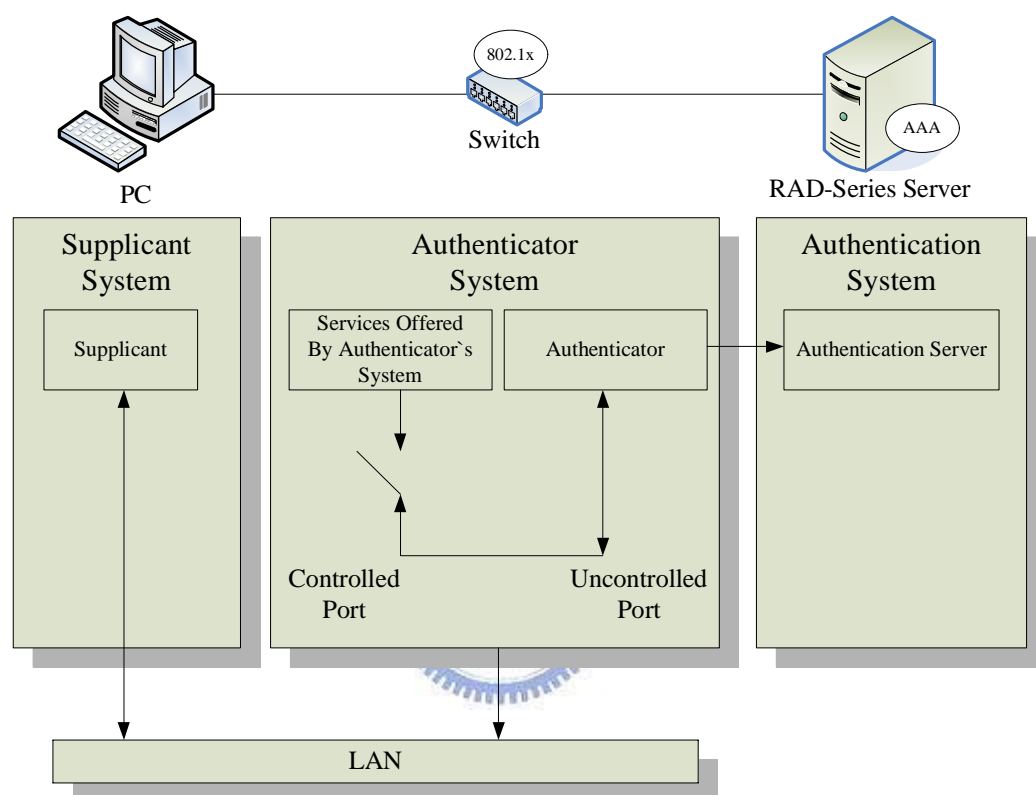 802.1x
AAA
Switch
PC
RAD-Series Server
Supplicant
System
Authenticator
System
Authentication
System
Supplicant
Services Offered
By Authenticator`s
System
Authenticator
Authentication Server
Controlled
Port
Uncontrolled
Port
LAN